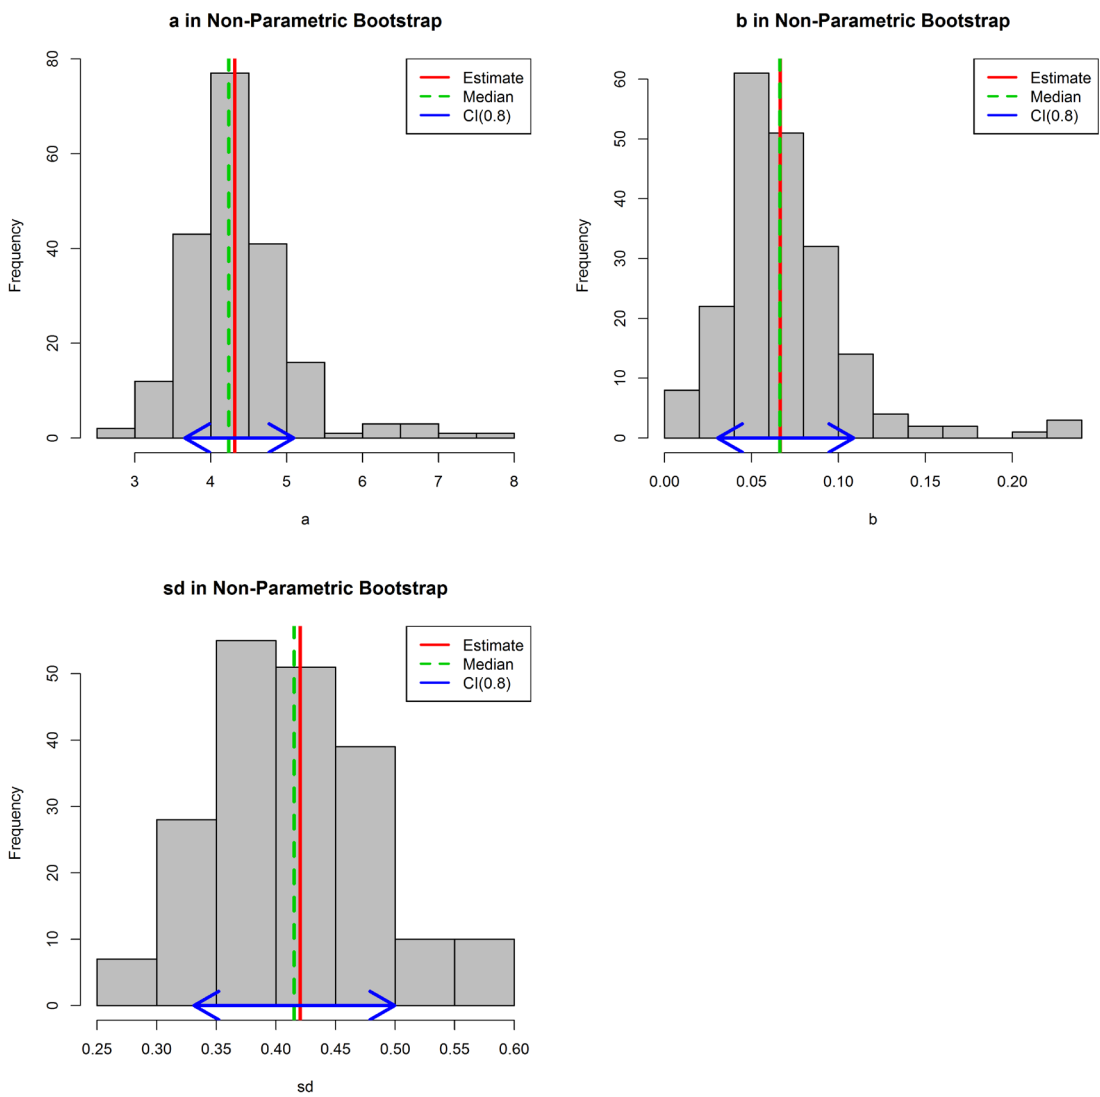 a in Non-Parametric Bootstrap
Frequency
0
20
40
60
80
3 4 5 6 7 8
a
Estimate
Median
CI(0.8)
b in Non-Parametric Bootstrap
Frequency
0
10
20
30
40
50
60
0.00 0.05 0.10 0.15 0.20
b
Estimate
Median
CI(0.8)
sd in Non-Parametric Bootstrap
Frequency
0
10
20
30
40
50
0.25 0.30 0.35 0.40 0.45 0.50 0.55 0.60
sd
Estimate
Median
CI(0.8)